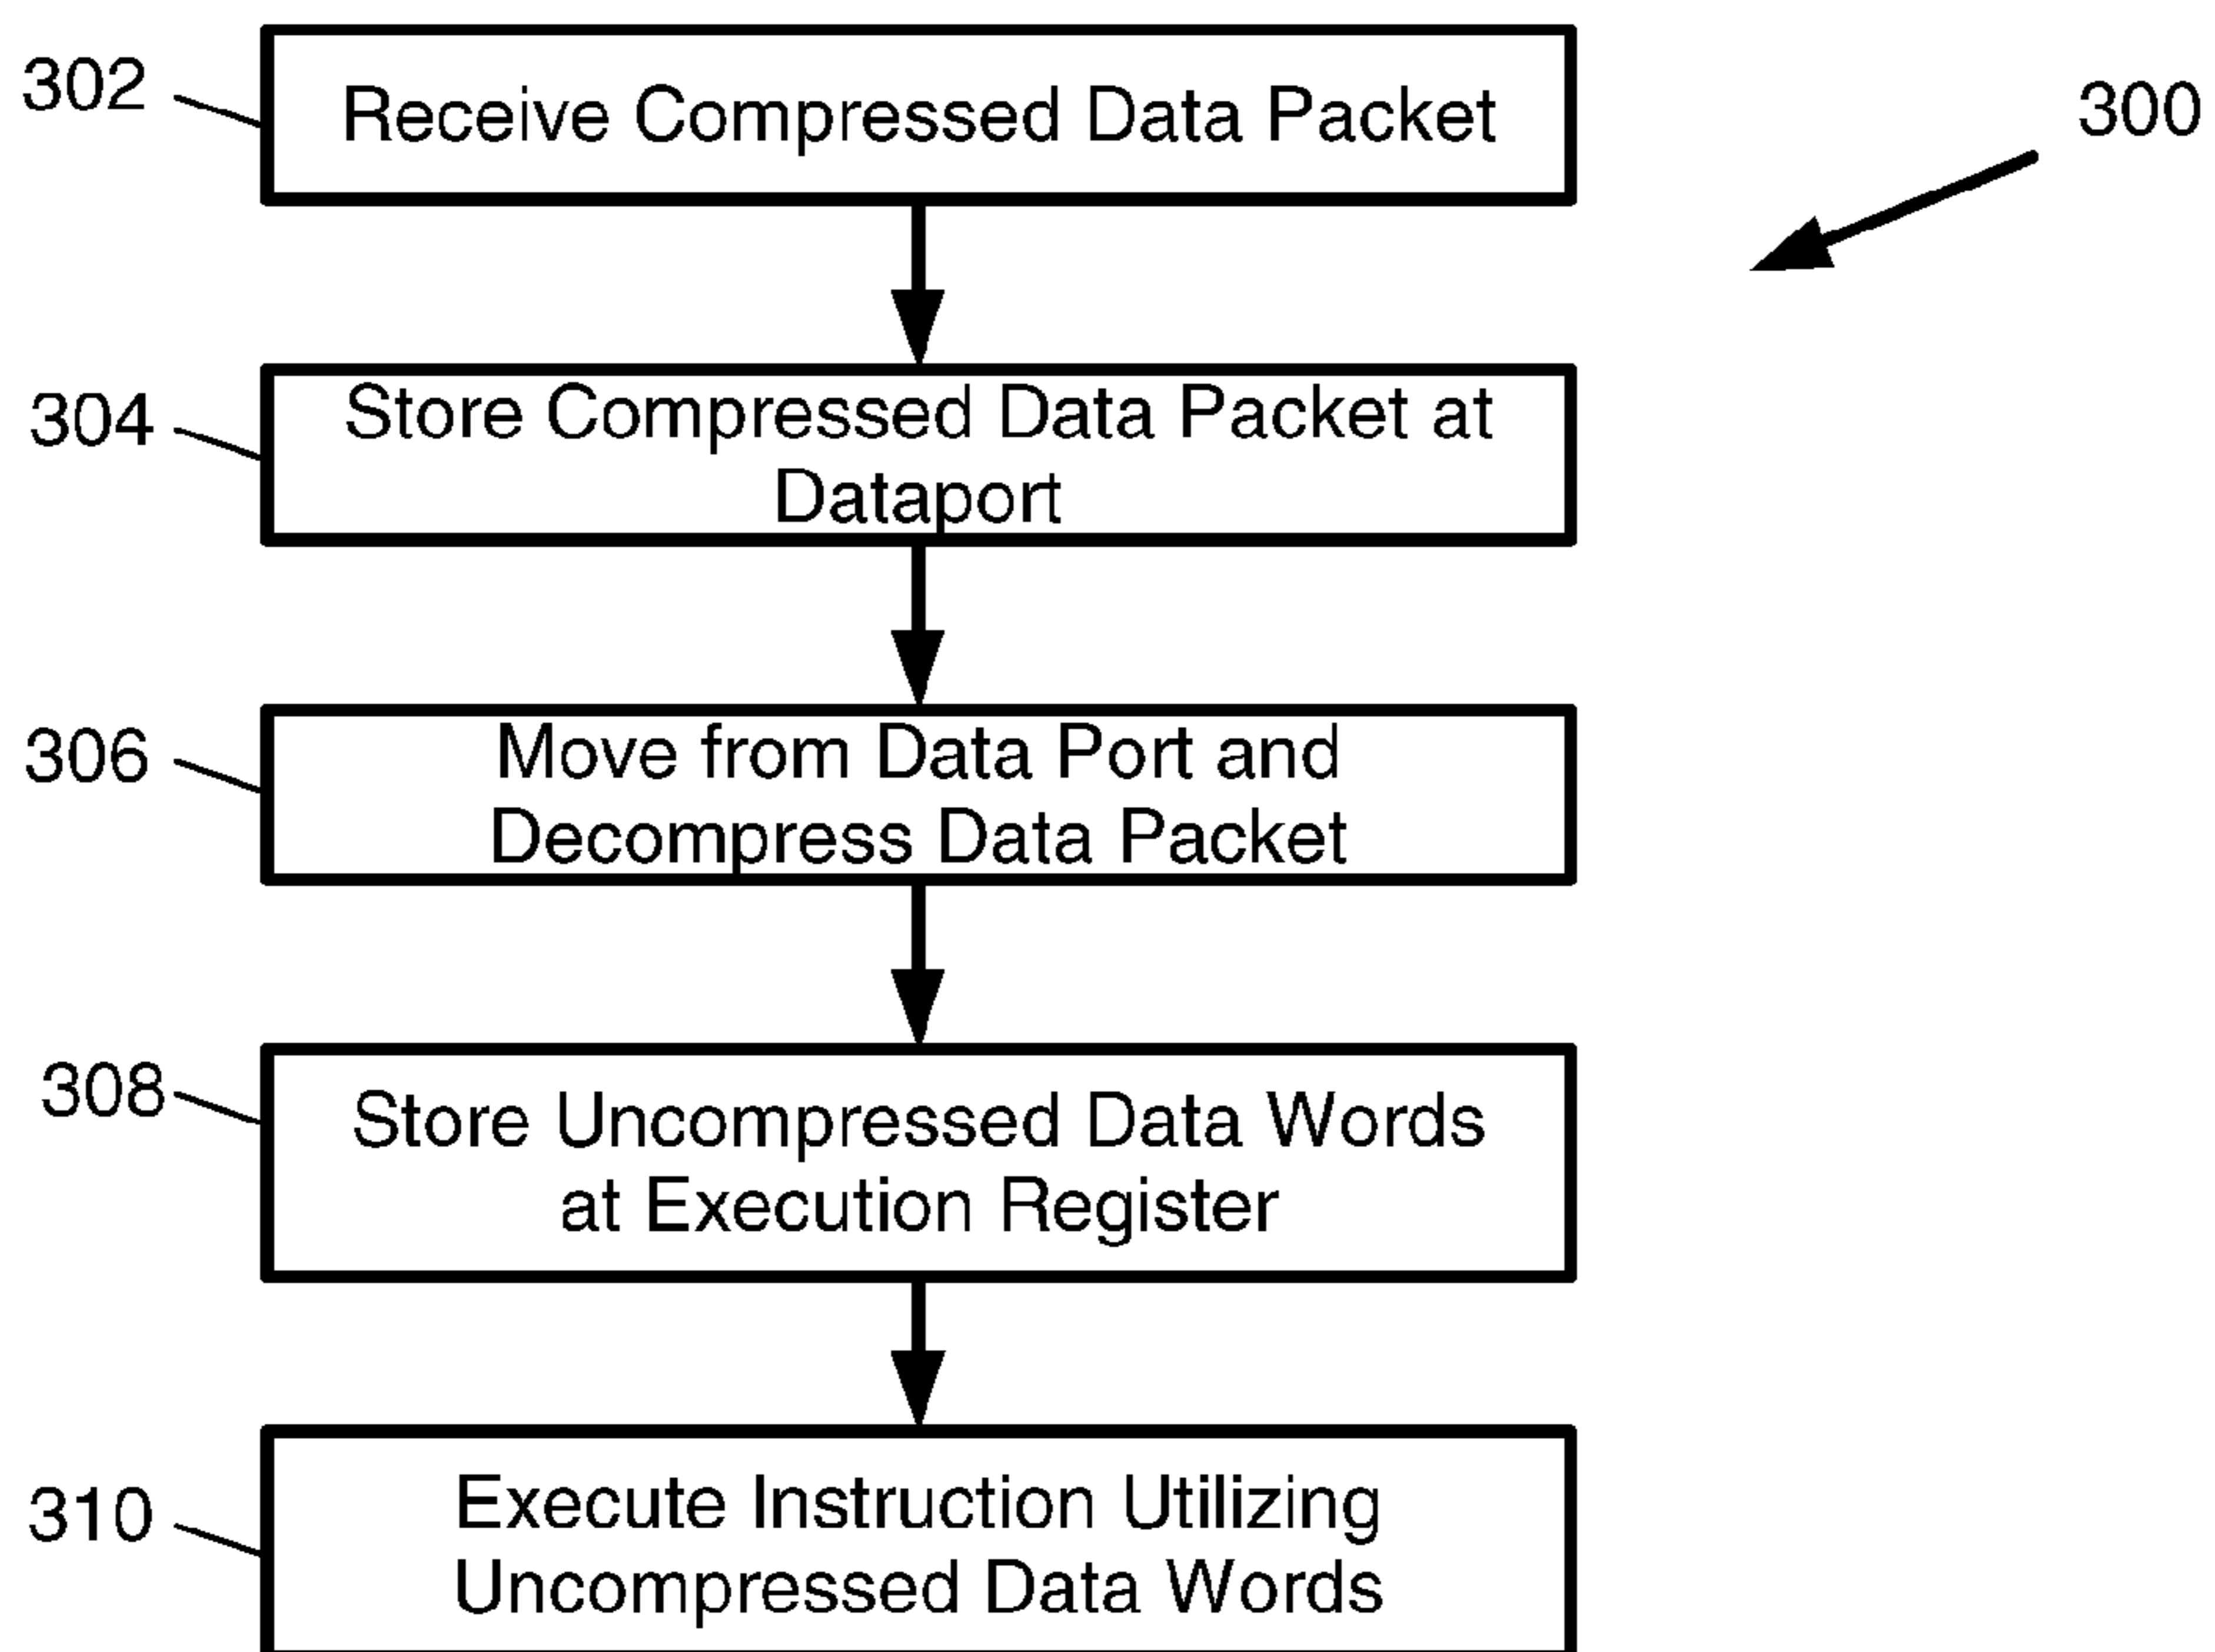 302
Receive Compressed Data Packet
300
304
Store Compressed Data Packet at
Dataport
306
Move from Data Port and
Decompress Data Packet
308
Store Uncompressed Data Words
at Execution Register
310
Execute Instruction Utilizing
Uncompressed Data Words